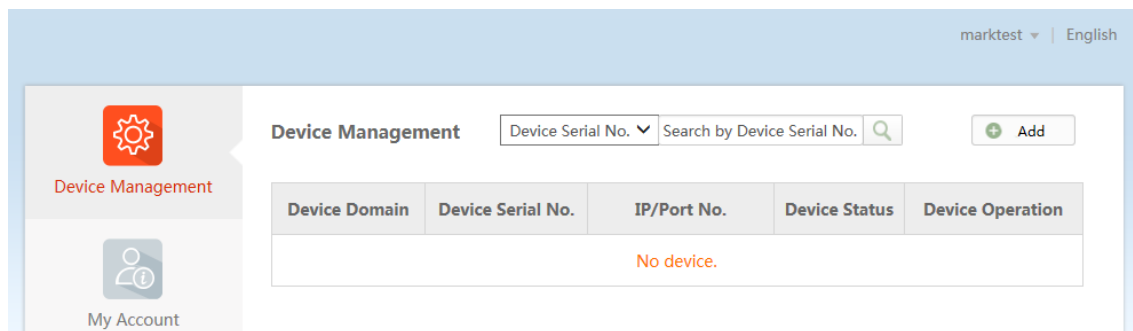 marktest | English
Device Management
My Account
Device Management Device Serial No. Search by Device Serial No. Add
Device Domain Device Serial No. IP/Port No. Device Status Device Operation
No device.